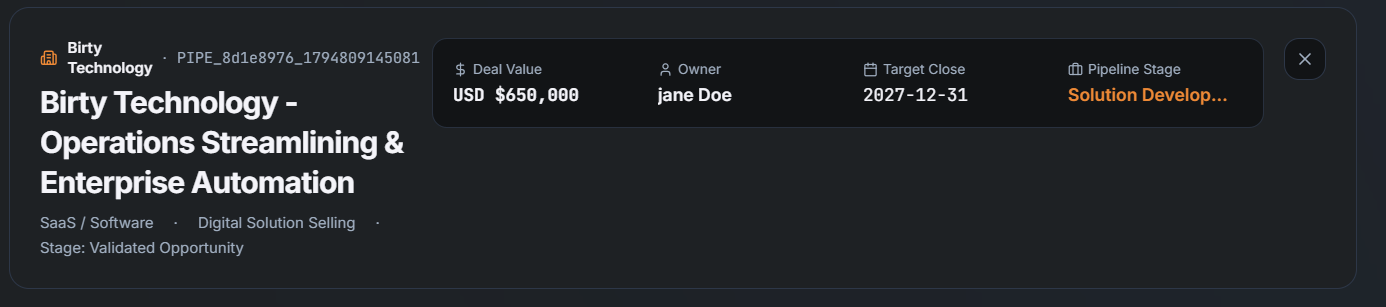 Birty
Technology · PIPE_8d1e8976_1794809145081
Birty Technology -
Operations Streamlining &
Enterprise Automation
SaaS / Software · Digital Solution Selling ·
Stage: Validated Opportunity
Deal Value
USD $650,000
Owner
jane Doe
Target Close
2027-12-31
Pipeline Stage
Solution Develop...